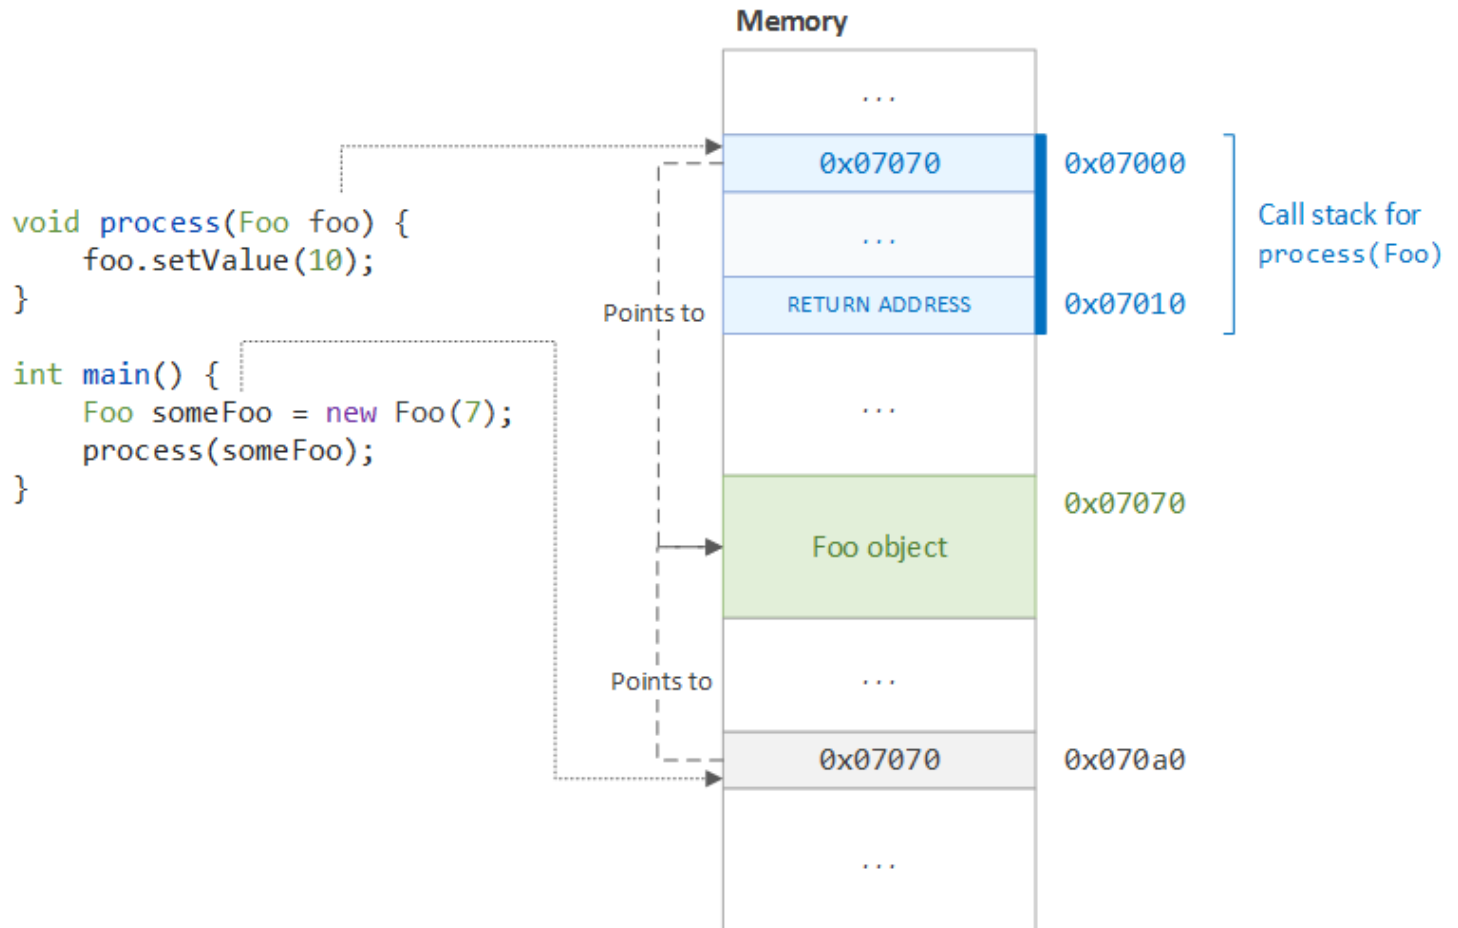 Memory
...
0x07070 0x07000
void process(Foo foo) {
    foo.setValue(10);
}
...
Call stack for
process(Foo)
Points to
RETURN ADDRESS 0x07010
int main() {
    Foo someFoo = new Foo(7);
    process(someFoo);
}
...
0x07070
Foo object
Points to
...
0x07070 0x070a0
...